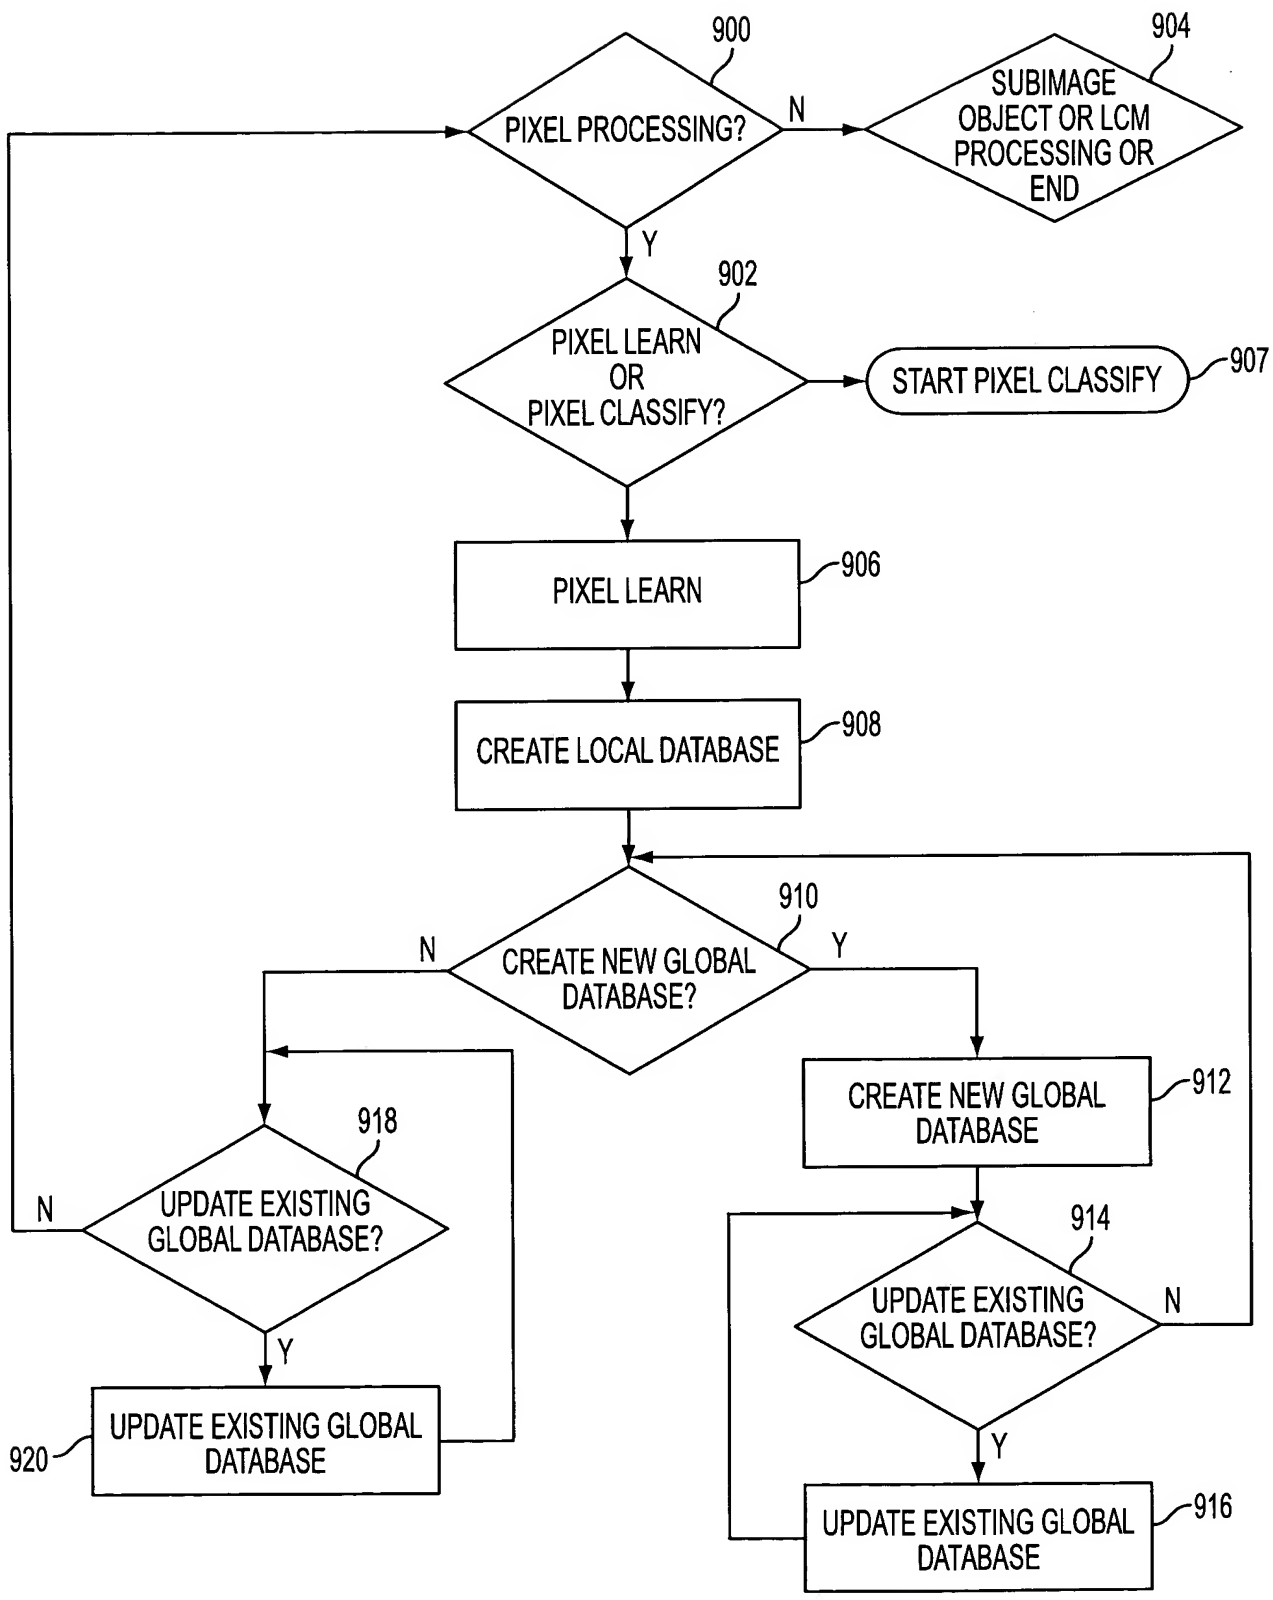 900
904
PIXEL PROCESSING?
N
SUBIMAGE
OBJECT OR LCM
PROCESSING OR
END
Y
902
PIXEL LEARN
OR
PIXEL CLASSIFY?
START PIXEL CLASSIFY
907
PIXEL LEARN
906
CREATE LOCAL DATABASE
908
910
N
Y
CREATE NEW GLOBAL
DATABASE?
CREATE NEW GLOBAL
DATABASE
912
918
N
UPDATE EXISTING
GLOBAL DATABASE?
914
UPDATE EXISTING
GLOBAL DATABASE?
N
Y
UPDATE EXISTING GLOBAL
DATABASE
920
Y
UPDATE EXISTING GLOBAL
DATABASE
916